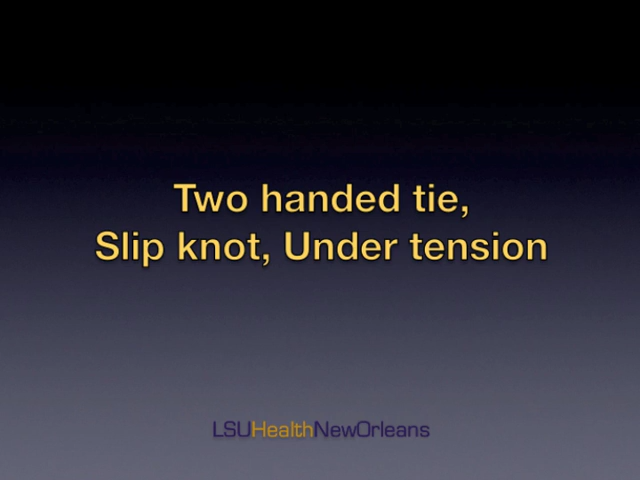 Two handed tie,
Slip knot, Under tension
LSUHealthNewOrleans